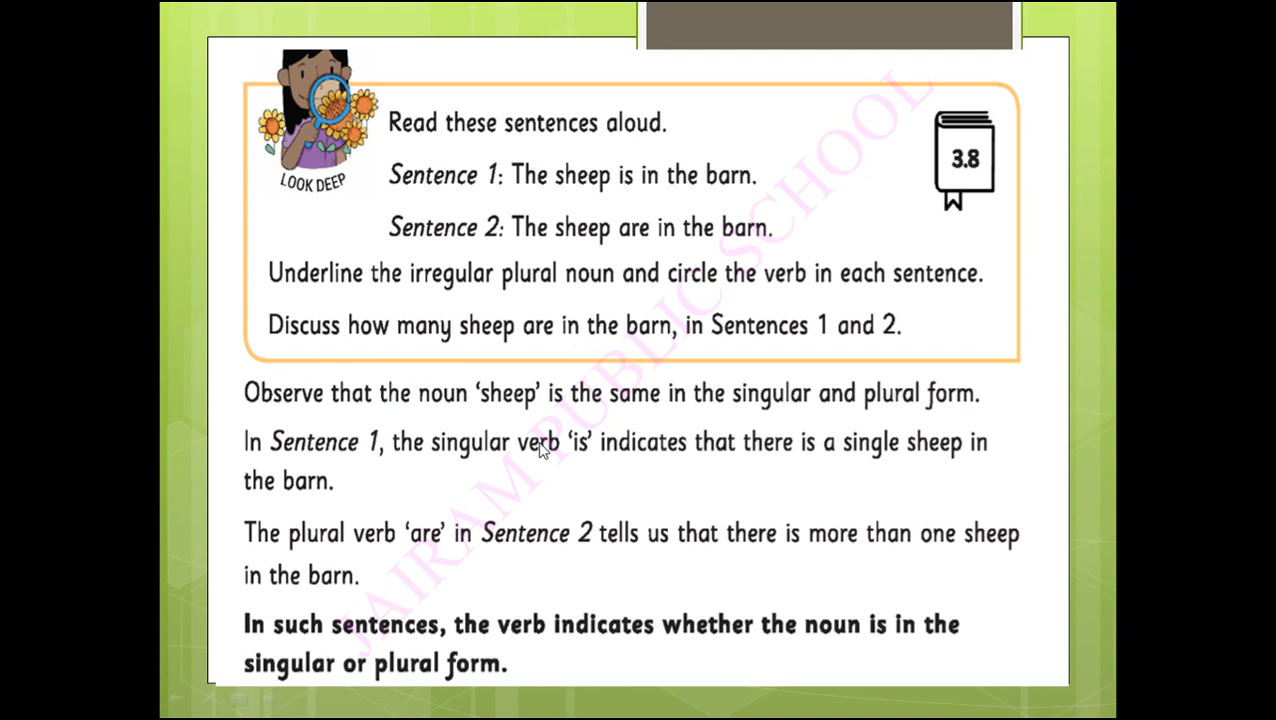 Read these sentences aloud.
3.8
Sentence 1: The sheep is in the barn.
LOOK DEEP
Sentence 2: The sheep are in the barn.
Underline the irregular plural noun and circle the verb in each sentence.
Discuss how many sheep are in the barn, in Sentences 1 and 2.
Observe that the noun ‘sheep’ is the same in the singular and plural form.
In Sentence 1, the singular verb ‘is’ indicates that there is a single sheep in
the barn.
The plural verb ‘are’ in Sentence 2 tells us that there is more than one sheep
in the barn.
In such sentences, the verb indicates whether the noun is in the
singular or plural form.
JAIRAM PUBLIC SCHOOL